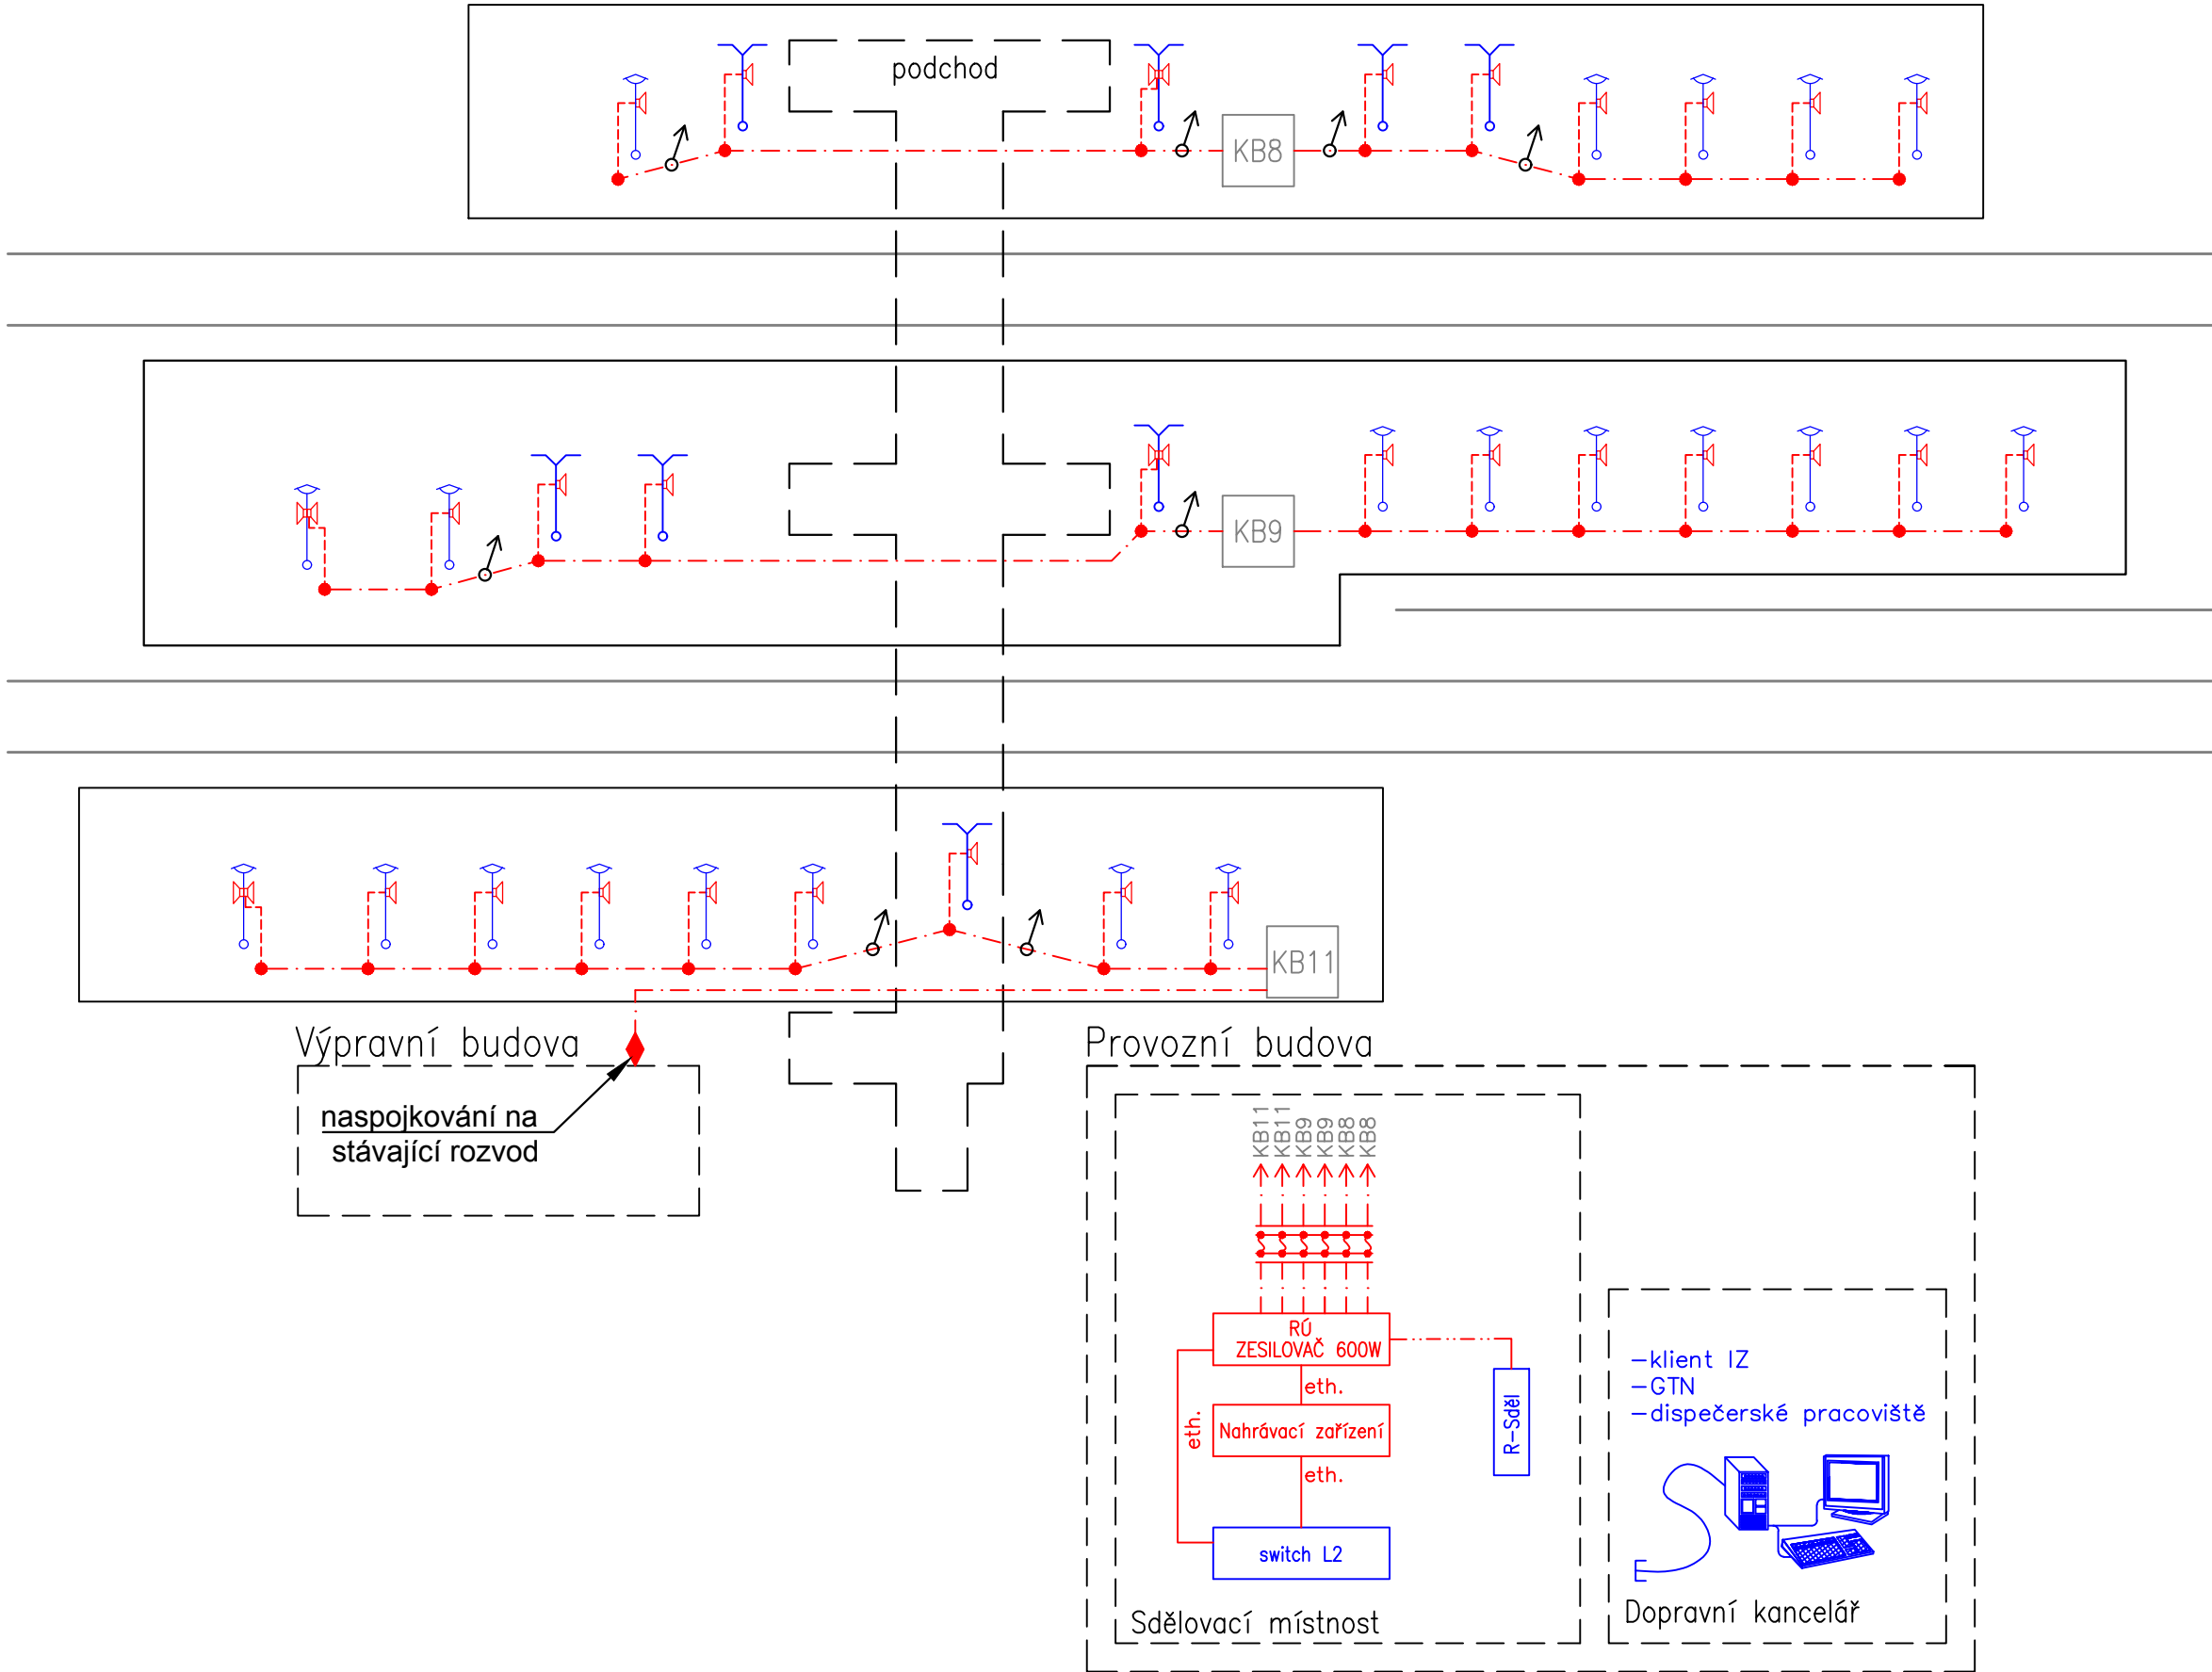 podchod
KB8
KB9
KB11
Výpravní budova
naspojkování na
stávající rozvod
Provozní budova
KB11
KB11
KB9
KB9
KB8
KB8
RÚ
ZESILOVAČ 600W
eth.
eth.
Nahrávací zařízení
eth.
R-Sděl
switch L2
Sdělovací místnost
-klient IZ
-GTN
-dispečerské pracoviště
Dopravní kancelář